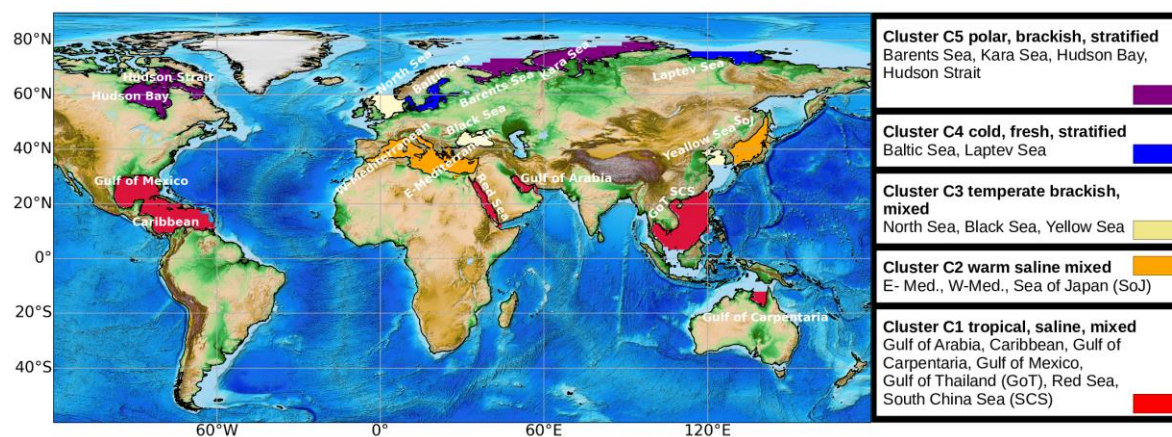 80°N
60°N
40°N
20°N
0°
20°S
40°S
60°W
0°
60°E
120°E
Hudson Strait
Hudson Bay
North Sea
Baltic Sea
Barents Sea
Kara Sea
Laptev Sea
Black Sea
W-Mediterranean
E-Mediterranean
Yeallow Sea
SoJ
Gulf of Mexico
Caribbean
Red Sea
Gulf of Arabia
GoT
SCS
Gulf of Carpentaria
Cluster C5 polar, brackish, stratified
Barents Sea, Kara Sea, Hudson Bay,
Hudson Strait
Cluster C4 cold, fresh, stratified
Baltic Sea, Laptev Sea
Cluster C3 temperate brackish,
mixed
North Sea, Black Sea, Yellow Sea
Cluster C2 warm saline mixed
E- Med., W-Med., Sea of Japan (SoJ)
Cluster C1 tropical, saline, mixed
Gulf of Arabia, Caribbean, Gulf of
Carpentaria, Gulf of Mexico,
Gulf of Thailand (GoT), Red Sea,
South China Sea (SCS)